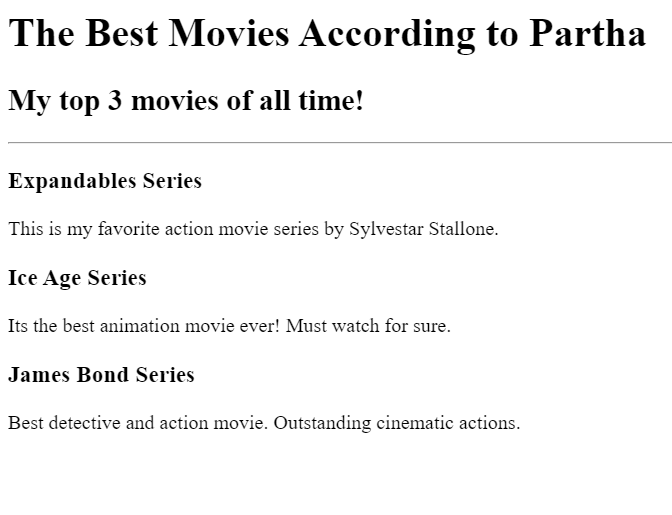 The Best Movies According to Partha
My top 3 movies of all time!
Expandables Series
This is my favorite action movie series by Sylvestar Stallone.
Ice Age Series
Its the best animation movie ever! Must watch for sure.
James Bond Series
Best detective and action movie. Outstanding cinematic actions.